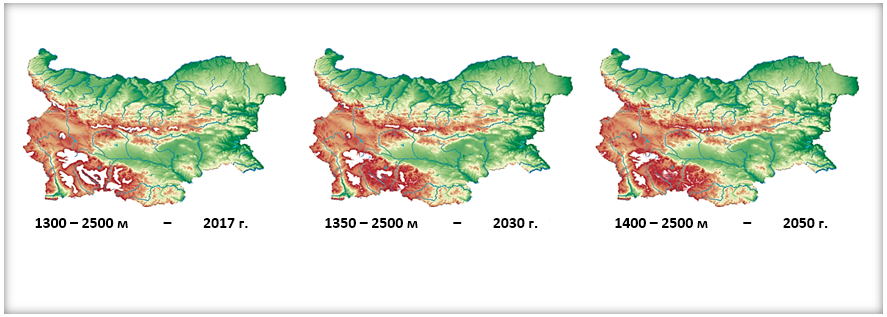 1300 – 2500 м – 2017 г.
1350 – 2500 м – 2030 г.
1400 – 2500 м – 2050 г.